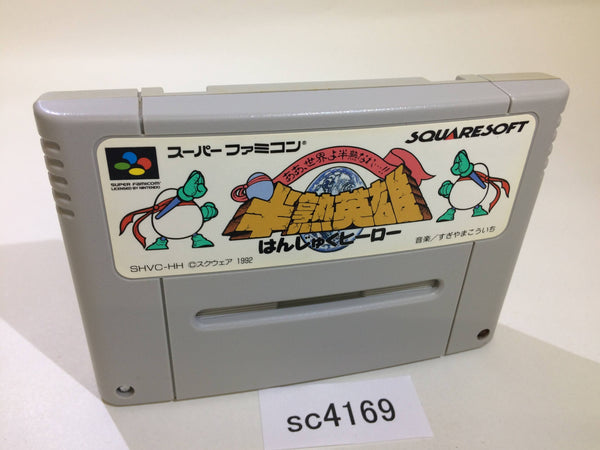 スーパーファミコン®
SQUARESOFT
SUPER FAMICOM
LICENSED BY NINTENDO
ああ、世界よ半熟なれ…!!
半熟英雄
はんじゅくヒーロー
音楽/すぎやまこういち
SHVC-HH ©スクウェア 1992
sc4169